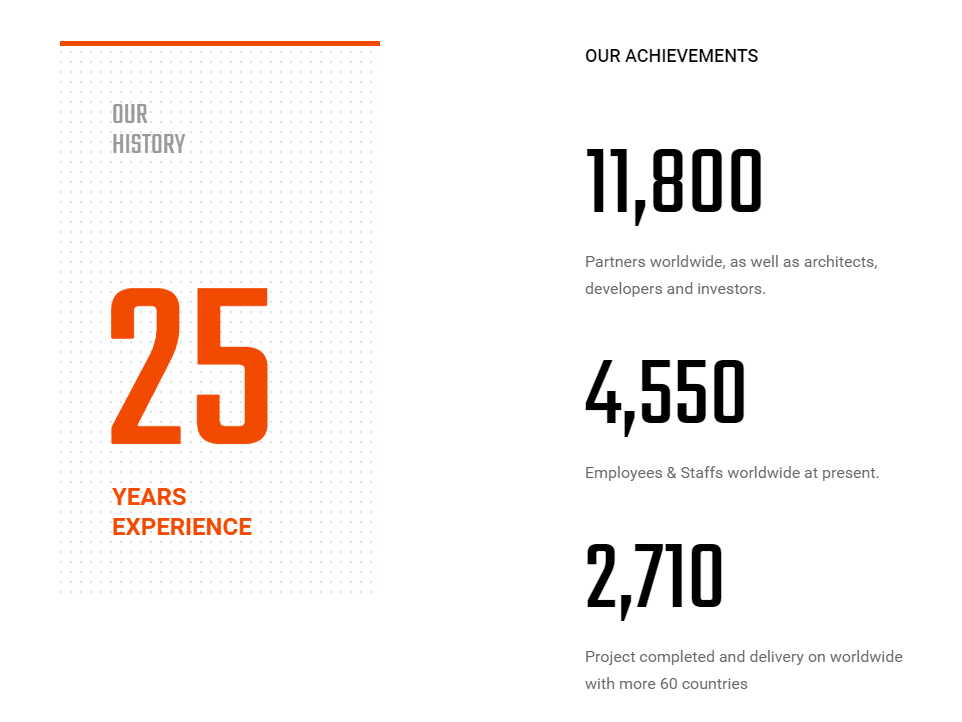 OUR
HISTORY
25
YEARS
EXPERIENCE
OUR ACHIEVEMENTS
11,800
Partners worldwide, as well as architects,
developers and investors.
4,550
Employees & Staffs worldwide at present.
2,710
Project completed and delivery on worldwide
with more 60 countries